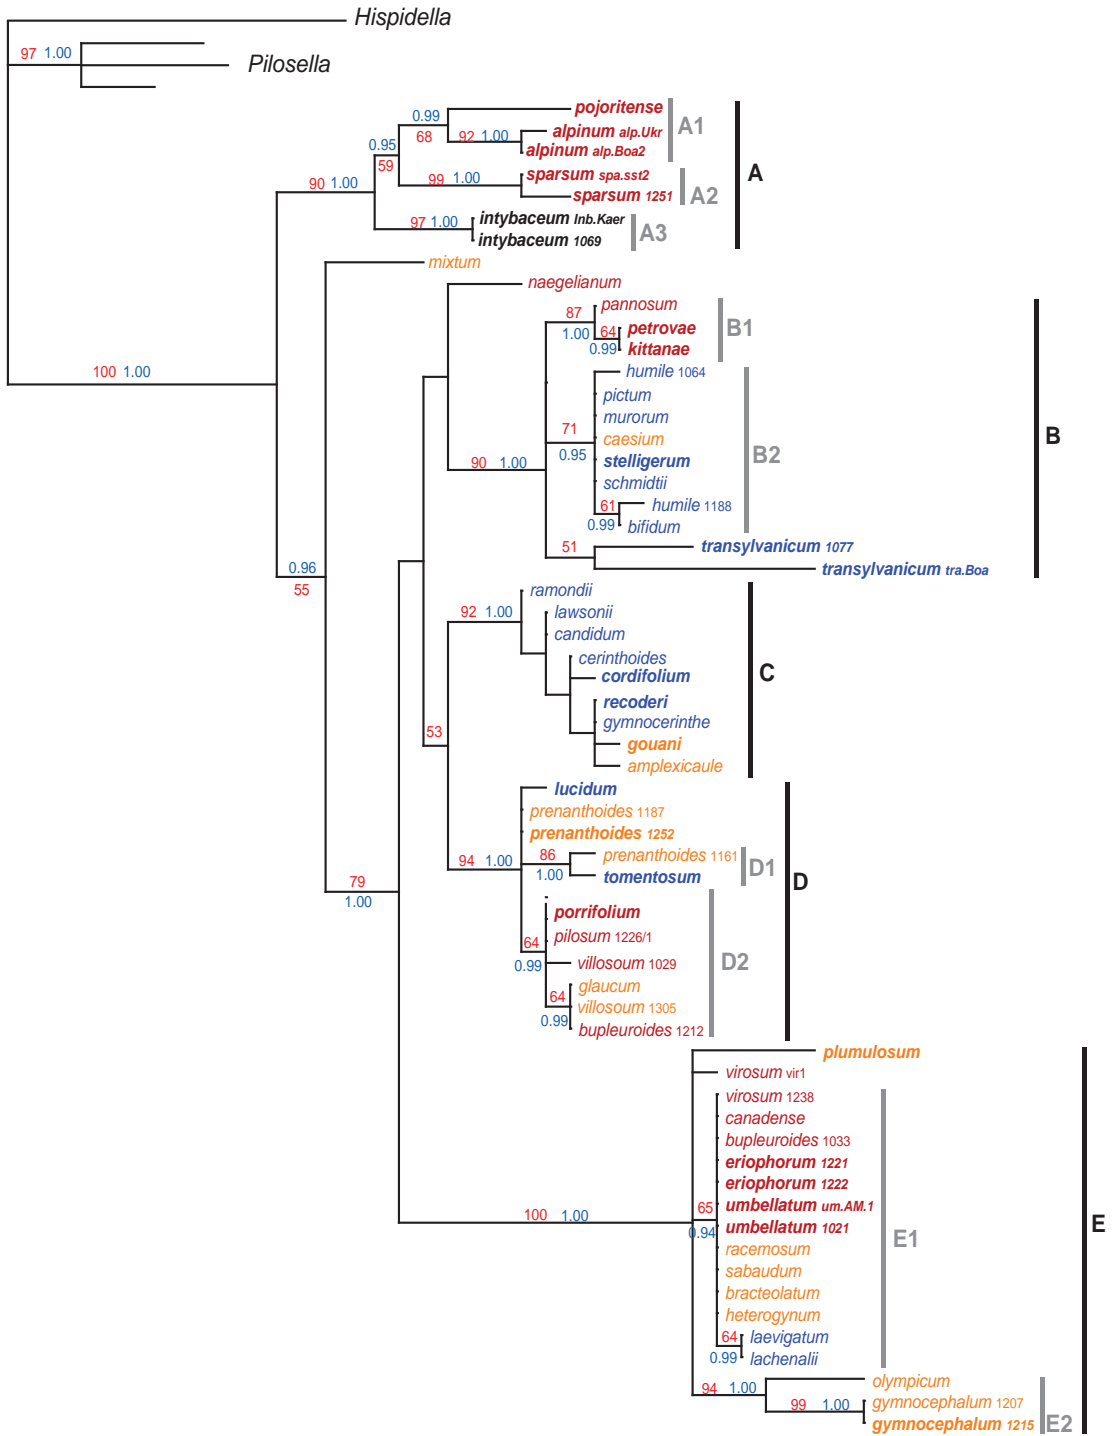 Hispidella
97 1.00
Pilosella
0.99
pojoritense
A1
68
92 1.00
alpinum alp.Ukr
alpinum alp.Boa2
0.95
59
A
90 1.00
99 1.00
sparsum spa.sst2
sparsum 1251
A2
97 1.00
intybaceum Inb.Kaer
intybaceum 1069
A3
mixtum
naegelianum
87
1.00
pannosum
64
0.99
petrovae
kittanae
B1
100 1.00
humile 1064
pictum
murorum
71
0.95
caesium
stelligerum
schmidtii
B2
B
90 1.00
61
0.99
humile 1188
bifidum
51
transylvanicum 1077
transylvanicum tra.Boa
0.96
55
92 1.00
ramondii
lawsonii
candidum
cerinthoides
cordifolium
C
recoderi
gymnocerinthe
53
gouani
amplexicaule
lucidum
prenanthoides 1187
prenanthoides 1252
94 1.00
86
1.00
prenanthoides 1161
tomentosum
D1
D
79
1.00
porrifolium
64
0.99
pilosum 1226/1
villosoum 1029
D2
64
0.99
glaucum
villosoum 1305
bupleuroides 1212
plumulosum
virosum vir1
virosum 1238
canadense
bupleuroides 1033
eriophorum 1221
eriophorum 1222
65
umbellatum um.AM.1
100 1.00
0.94
umbellatum 1021
E1
E
racemosum
sabaudum
bracteolatum
heterogynum
64
0.99
laevigatum
lachenalii
94 1.00
olympicum
99 1.00
gymnocephalum 1207
gymnocephalum 1215
E2